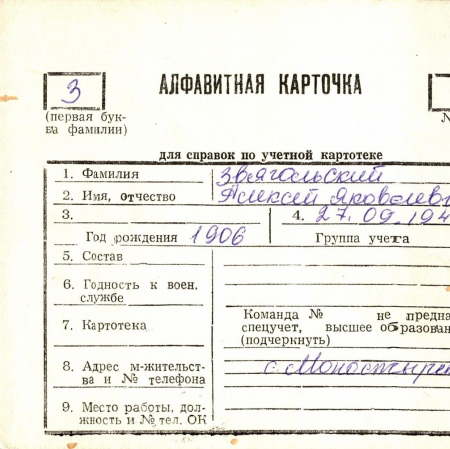 АЛФАВИТНАЯ КАРТОЧКА
З
(первая бук-
ва фамилии)
для справок по учетной картотеке
1. Фамилия Звягольский
2. Имя, отчество Алексей Яковлев
3. 4. 27.09.194
Год рождения 1906 Группа учета
5. Состав
6. Годность к воен.
службе
Команда № не предна
7. Картотека спецучет, высшее образован
(подчеркнуть)
8. Адрес м-жительст-
ва и № телефона с. Монастыре
9. Место работы, дол-
жность и № тел. ОК